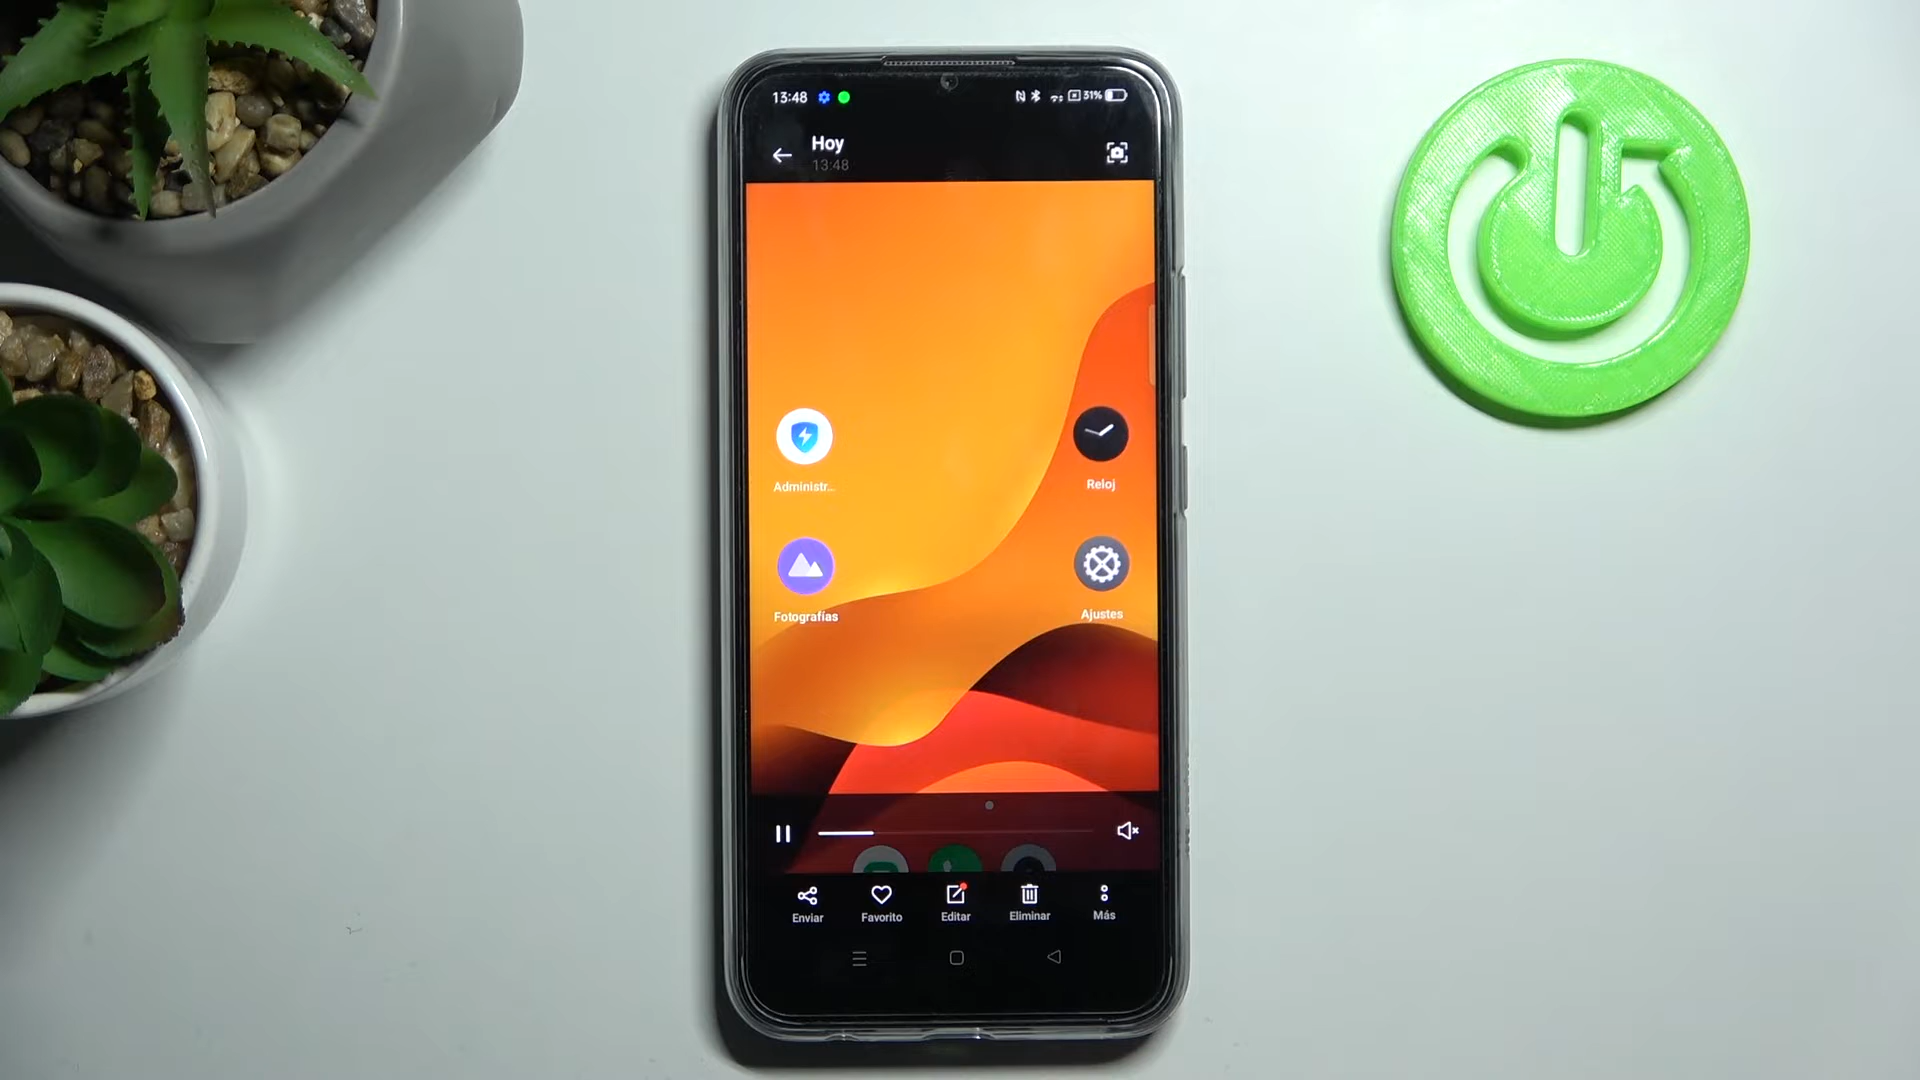 13:48 31%
Hoy
13:48
Administr...
Reloj
Fotografías
Ajustes
Enviar Favorito Editar Eliminar Más